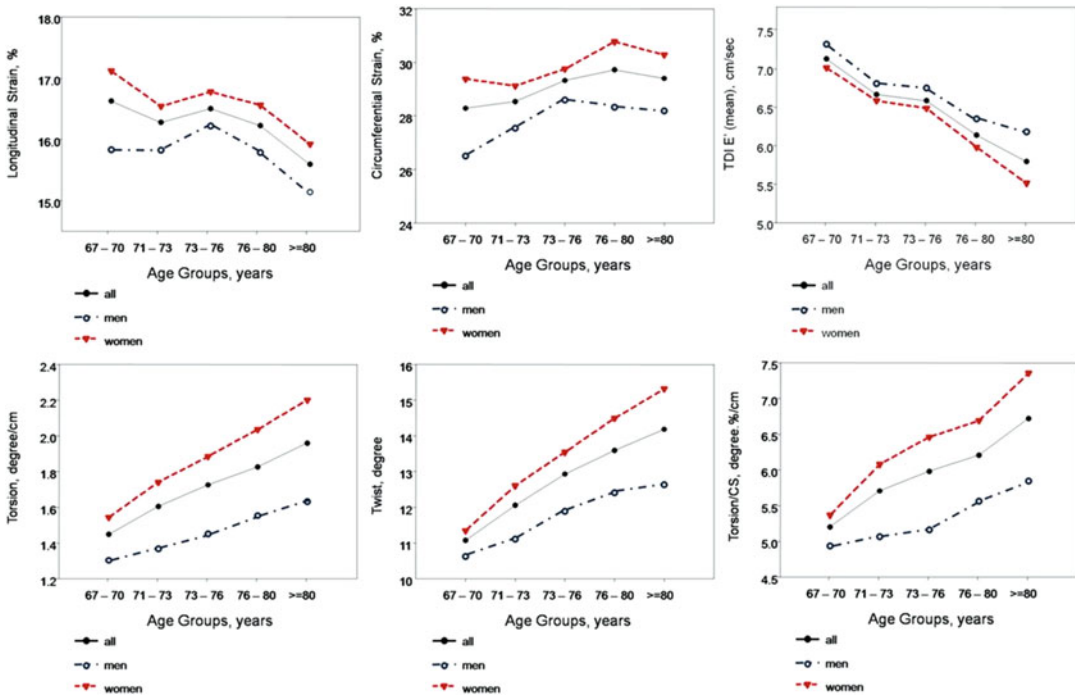 Longitudinal Strain, %
18.0
17.0
16.0
15.0
67 – 70 71 – 73 73 – 76 76 – 80 >=80
Age Groups, years
all
men
women
Circumferential Strain, %
32
30
28
26
24
67 – 70 71 – 73 73 – 76 76 – 80 >=80
Age Groups, years
all
men
women
TDI E' (mean), cm/sec
7.5
7.0
6.5
6.0
5.5
5.0
67 – 70 71 – 73 73 – 76 76 – 80 >=80
Age Groups, years
all
men
women
Torsion, degree/cm
2.4
2.2
2.0
1.8
1.6
1.4
1.2
67 – 70 71 – 73 73 – 76 76 – 80 >=80
Age Groups, years
all
men
women
Twist, degree
16
15
14
13
12
11
10
67 – 70 71 – 73 73 – 76 76 – 80 >=80
Age Groups, years
all
men
women
Torsion/CS, degree.%/cm
7.5
7.0
6.5
6.0
5.5
5.0
4.5
67 – 70 71 – 73 73 – 76 76 – 80 >=80
Age Groups, years
all
men
women